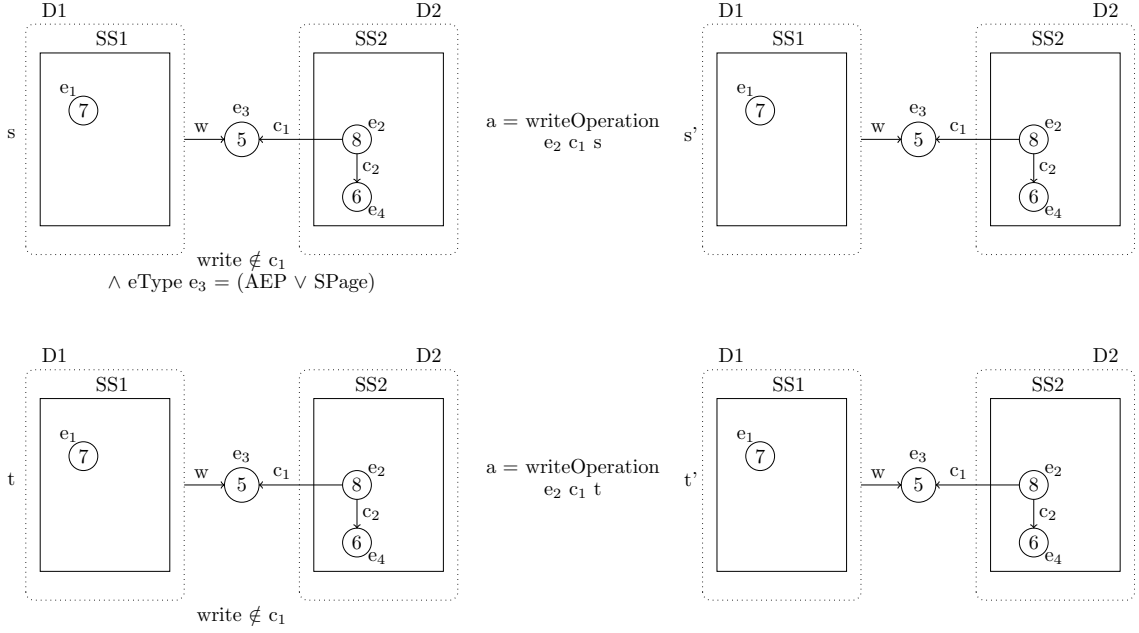 D1 D2 D1 D2
SS1 SS2 SS1 SS2
e₁ 7 e₃ 5 w c₁ e₂ 8 c₂ 6 e₄
s
a = writeOperation
e₂ c₁ s
s'
e₁ 7 e₃ 5 w c₁ e₂ 8 c₂ 6 e₄
write ∉ c₁
∧ eType e₃ = (AEP ∨ SPage)
D1 D2 D1 D2
SS1 SS2 SS1 SS2
e₁ 7 e₃ 5 w c₁ e₂ 8 c₂ 6 e₄
t
a = writeOperation
e₂ c₁ t
t'
e₁ 7 e₃ 5 w c₁ e₂ 8 c₂ 6 e₄
write ∉ c₁